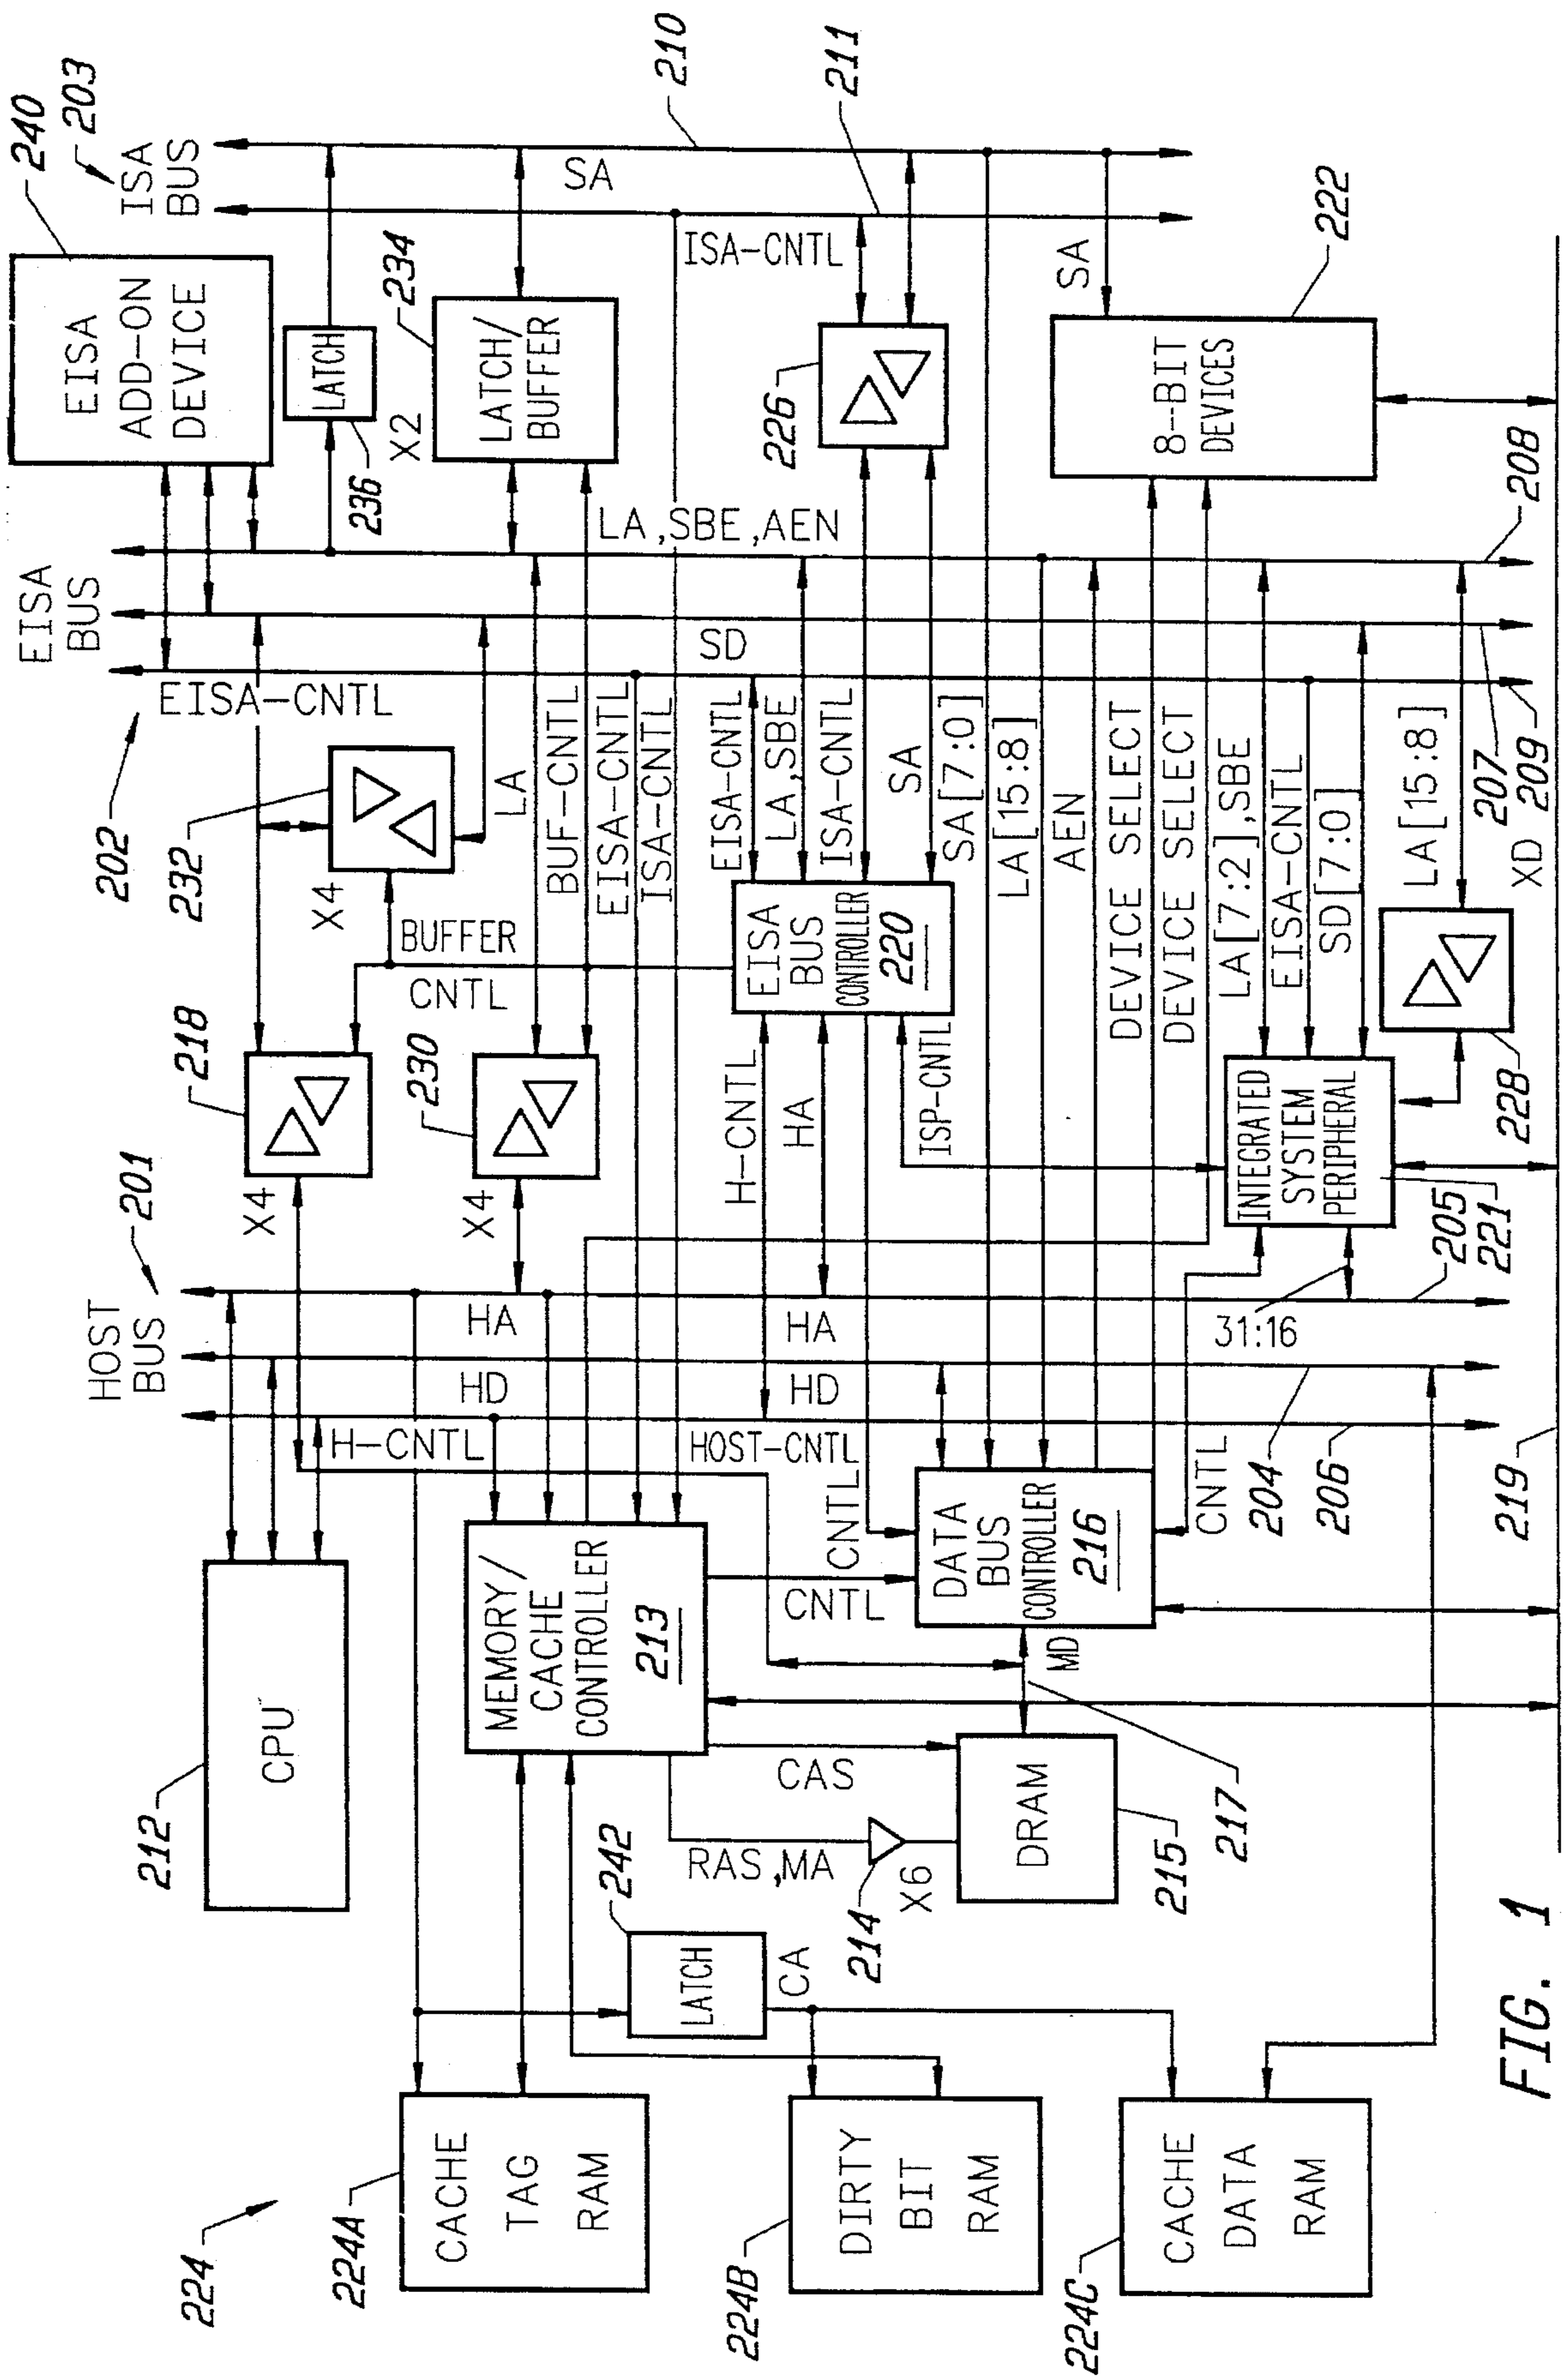 224
224A
CACHE
TAG
RAM
224B
DIRTY
BIT
RAM
224C
CACHE
DATA
RAM
212
CPU
242
LATCH
CA
MEMORY/
CACHE
CONTROLLER
213
RAS,MA
CAS
214
X6
DRAM
215
217
MD
CNTL
CNTL
DATA
BUS
CONTROLLER
216
CNTL
HOST
BUS
201
H-CNTL
HOST-CNTL
HD
HD
HA
HA
204
206
219
205
31:16
221
X4
218
X4
230
BUFFER
CNTL
X4
232
202
EISA
BUS
EISA-CNTL
SD
LA
BUF-CNTL
EISA-CNTL
ISA-CNTL
LA,SBE,AEN
H-CNTL
HA
ISP-CNTL
EISA
BUS
CONTROLLER
220
EISA-CNTL
LA,SBE
ISA-CNTL
SA
SA[7:0]
LA[15:8]
AEN
DEVICE SELECT
DEVICE SELECT
LA[7:2],SBE
EISA-CNTL
SD[7:0]
LA[15:8]
INTEGRATED
SYSTEM
PERIPHERAL
228
XD
209
207
208
EISA
ADD-ON
DEVICE
240
LATCH
236
X2
LATCH/
BUFFER
234
ISA
BUS
203
SA
210
ISA-CNTL
211
226
SA
8-BIT
DEVICES
222
FIG. 1